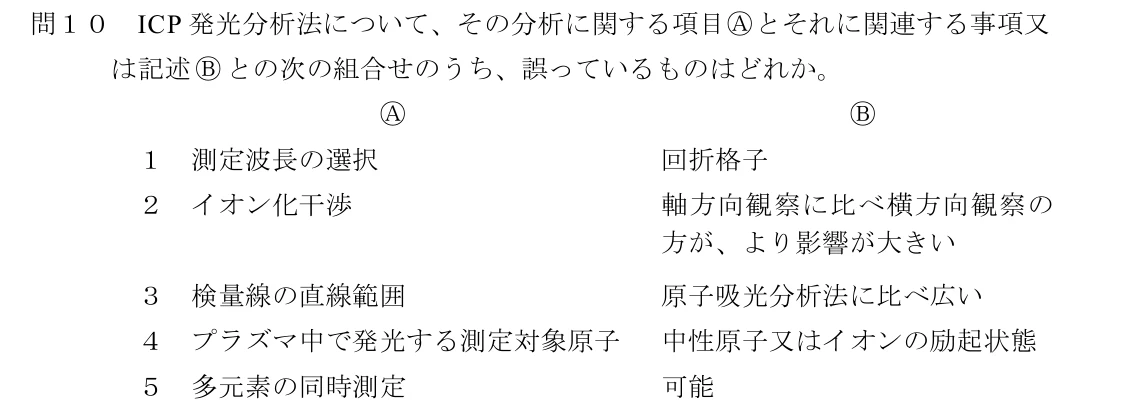 問１０　ICP 発光分析法について、その分析に関する項目Ⓐとそれに関連する事項又
は記述Ⓑとの次の組合せのうち、誤っているものはどれか。
Ⓐ　Ⓑ
１　測定波長の選択　回折格子
２　イオン化干渉　軸方向観察に比べ横方向観察の
方が、より影響が大きい
３　検量線の直線範囲　原子吸光分析法に比べ広い
４　プラズマ中で発光する測定対象原子　中性原子又はイオンの励起状態
５　多元素の同時測定　可能